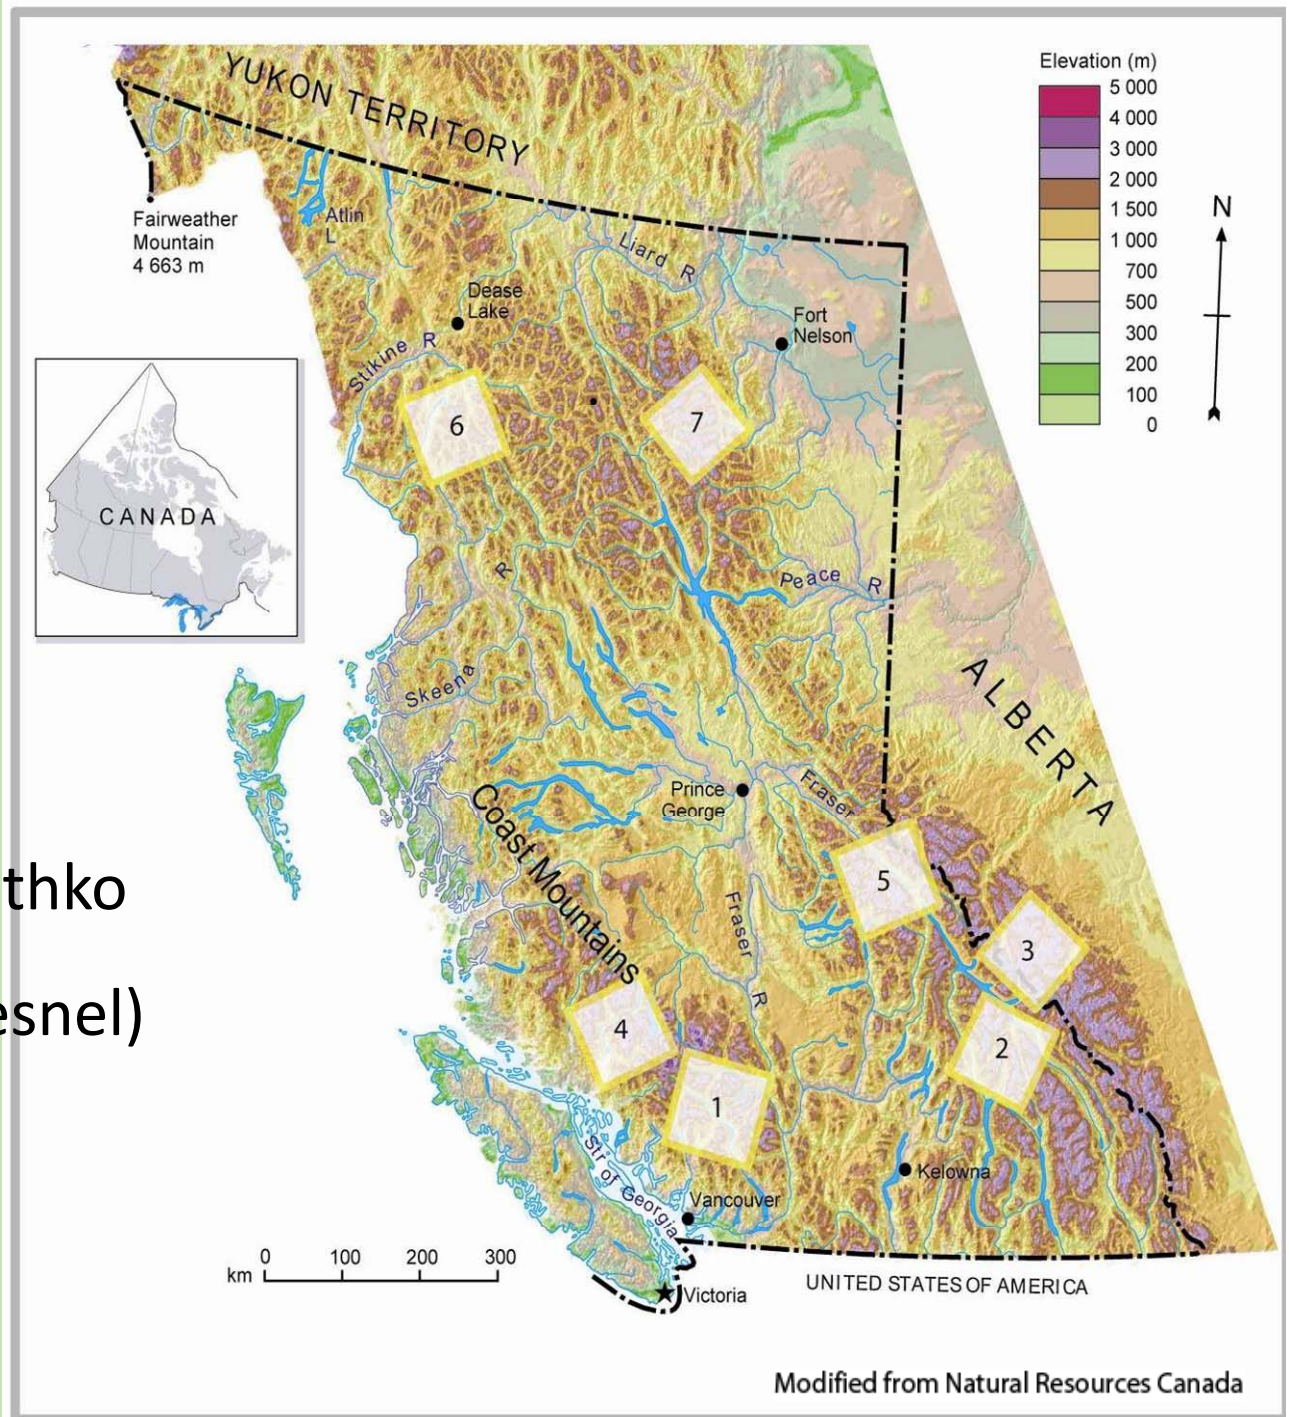 YUKON TERRITORY
Elevation (m)
5 000
4 000
3 000
2 000
1 500
1 000
700
500
300
200
100
0
N
Fairweather
Mountain
4 663 m
Atlin
L
Liard R
Dease
Lake
Fort
Nelson
Stikine R
6
7
CANADA
R
Peace R
Skeena
ALBERTA
Prince
George
Fraser
Coast Mountains
thko
5
Fraser
R
3
esnel)
4
2
1
Str of Georgia
Kelowna
Vancouver
0 100 200 300
km
UNITED STATES OF AMERICA
Victoria
Modified from Natural Resources Canada